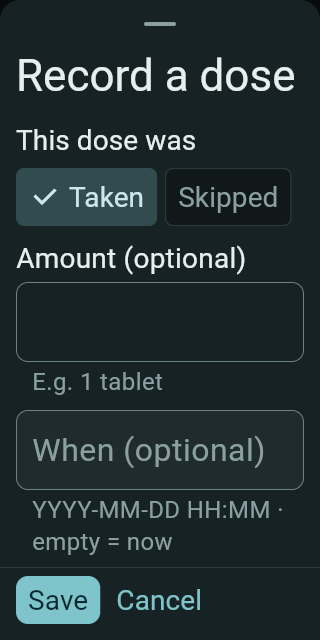 Record a dose
This dose was
Taken
Skipped
Amount (optional)
E.g. 1 tablet
When (optional)
YYYY-MM-DD HH:MM ·
empty = now
Save
Cancel